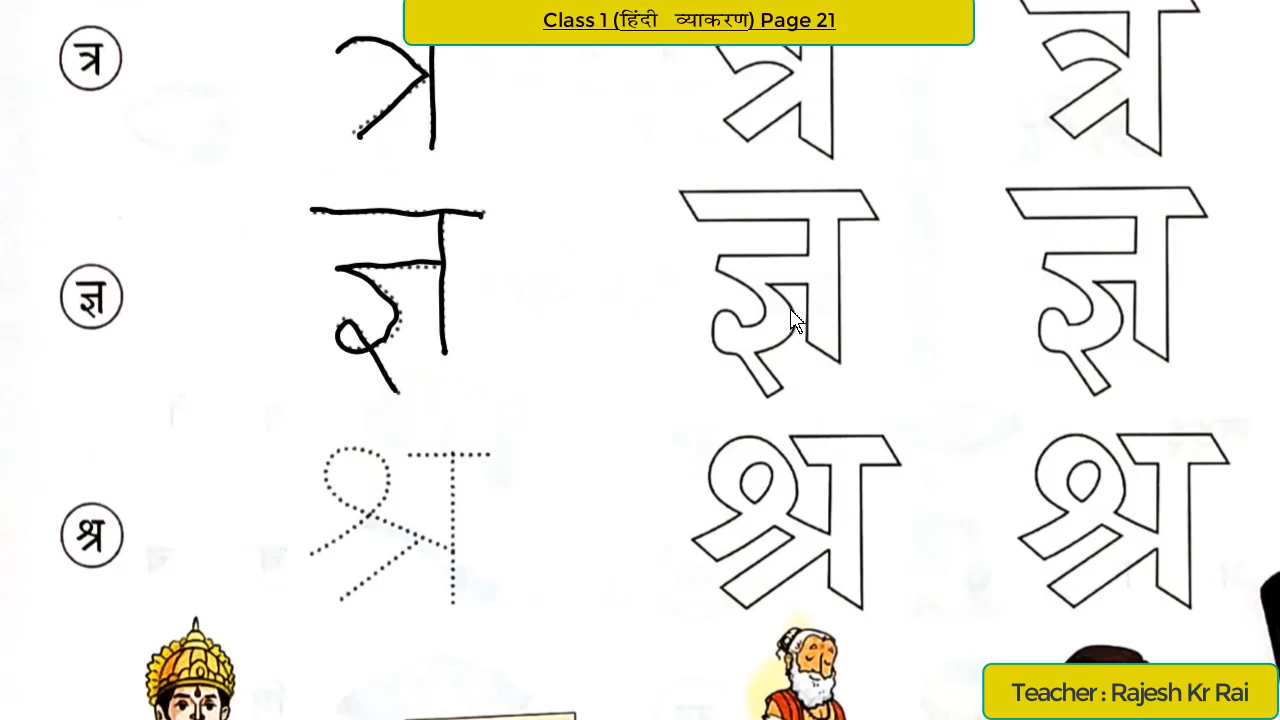 Class 1 (हिंदी व्याकरण) Page 21
त्र त्र त्र त्र
ज्ञ ज्ञ ज्ञ ज्ञ
श्र श्र श्र श्र
Teacher : Rajesh Kr Rai